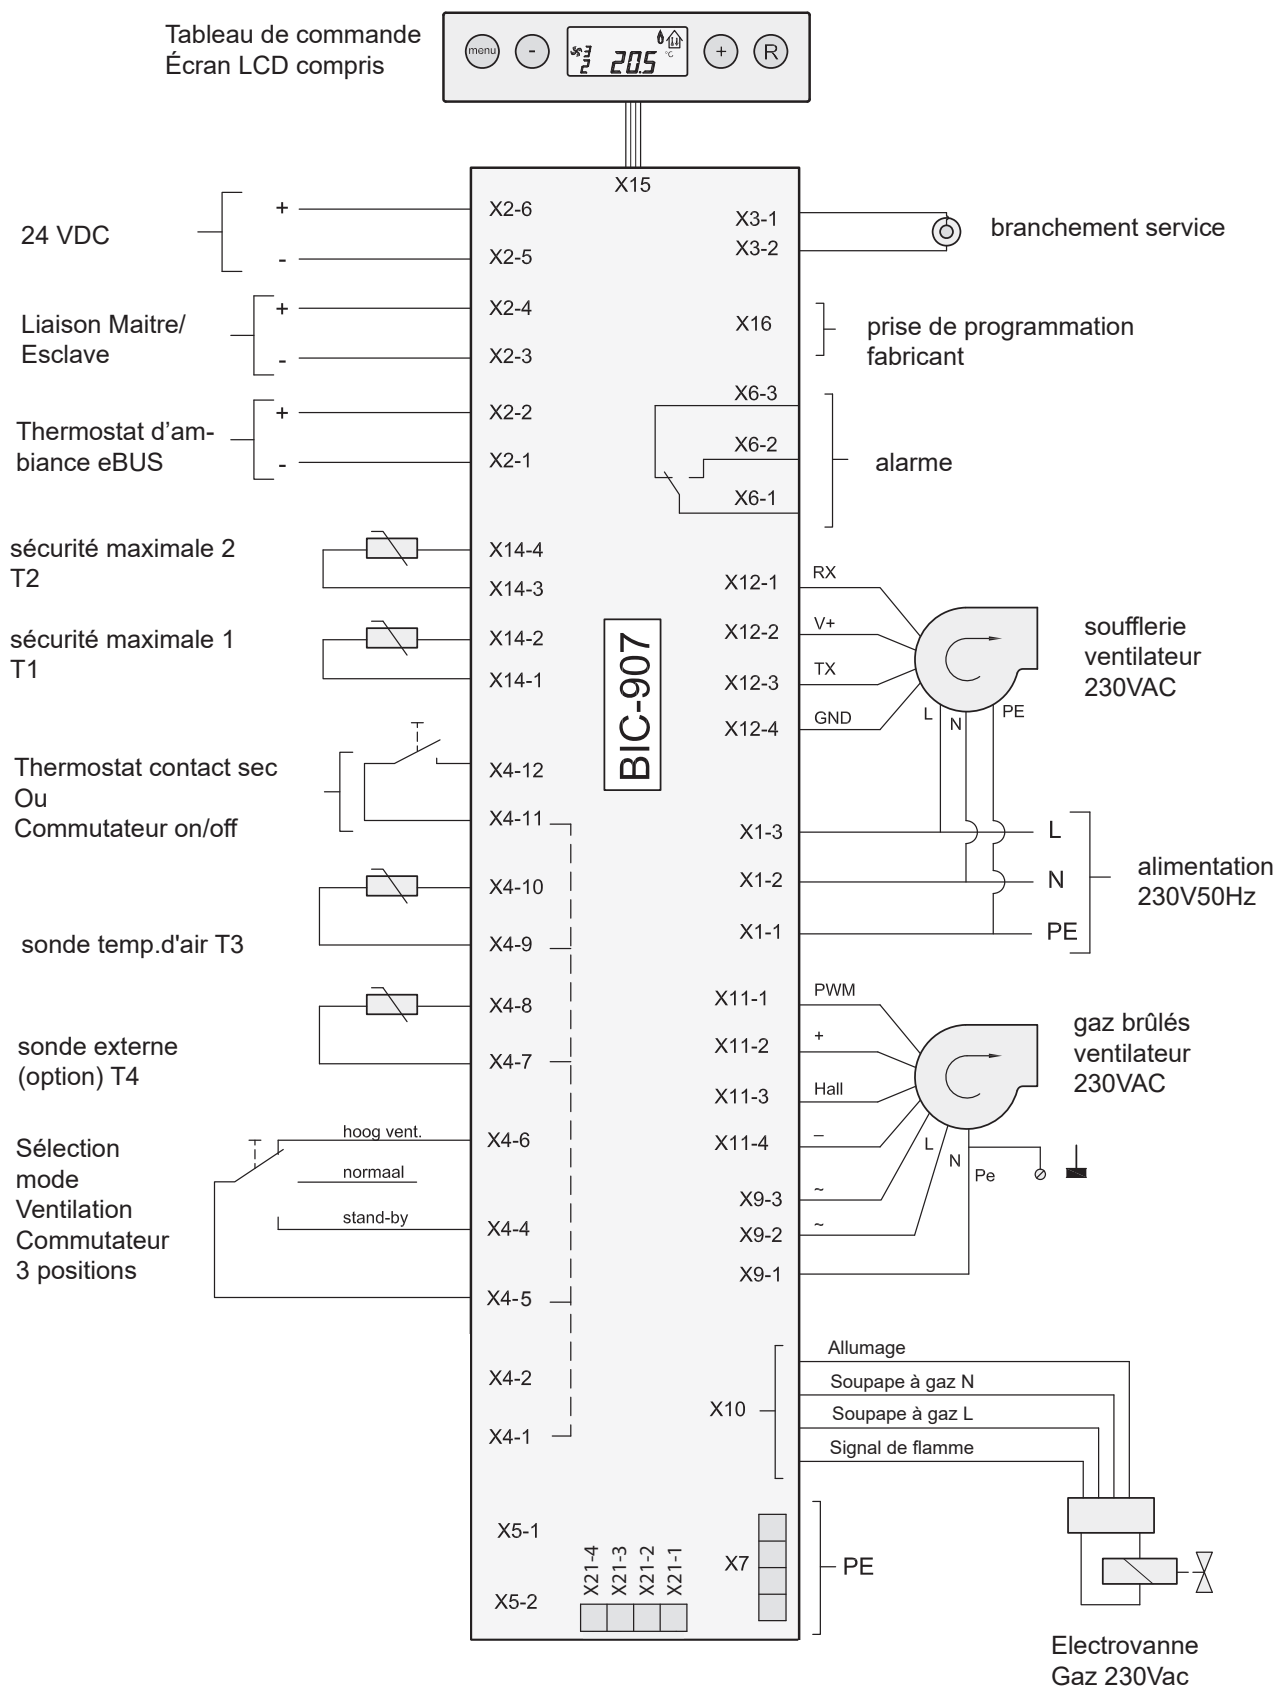 Tableau de commande
Écran LCD compris
menu
-
3
2
20.5
°C
+
R
X15
24 VDC
+
-
X2-6
X2-5
Liaison Maitre/
Esclave
+
-
X2-4
X2-3
Thermostat d'am-
biance eBUS
+
-
X2-2
X2-1
sécurité maximale 2
T2
X14-4
X14-3
sécurité maximale 1
T1
X14-2
X14-1
Thermostat contact sec
Ou
Commutateur on/off
X4-12
X4-11
sonde temp.d'air T3
X4-10
X4-9
sonde externe
(option) T4
X4-8
X4-7
Sélection
mode
Ventilation
Commutateur
3 positions
hoog vent.
normaal
stand-by
X4-6
X4-4
X4-5
X4-2
X4-1
X5-1
X5-2
X21-4
X21-3
X21-2
X21-1
BIC-907
X3-1
X3-2
branchement service
X16
prise de programmation
fabricant
X6-3
X6-2
X6-1
alarme
X12-1
RX
X12-2
V+
X12-3
TX
X12-4
GND
L
N
PE
soufflerie
ventilateur
230VAC
X1-3
L
X1-2
N
X1-1
PE
alimentation
230V50Hz
X11-1
PWM
X11-2
+
X11-3
Hall
X11-4
–
X9-3
~
X9-2
~
X9-1
L
N
Pe
gaz brûlés
ventilateur
230VAC
X10
Allumage
Soupape à gaz N
Soupape à gaz L
Signal de flamme
X7
PE
Electrovanne
Gaz 230Vac